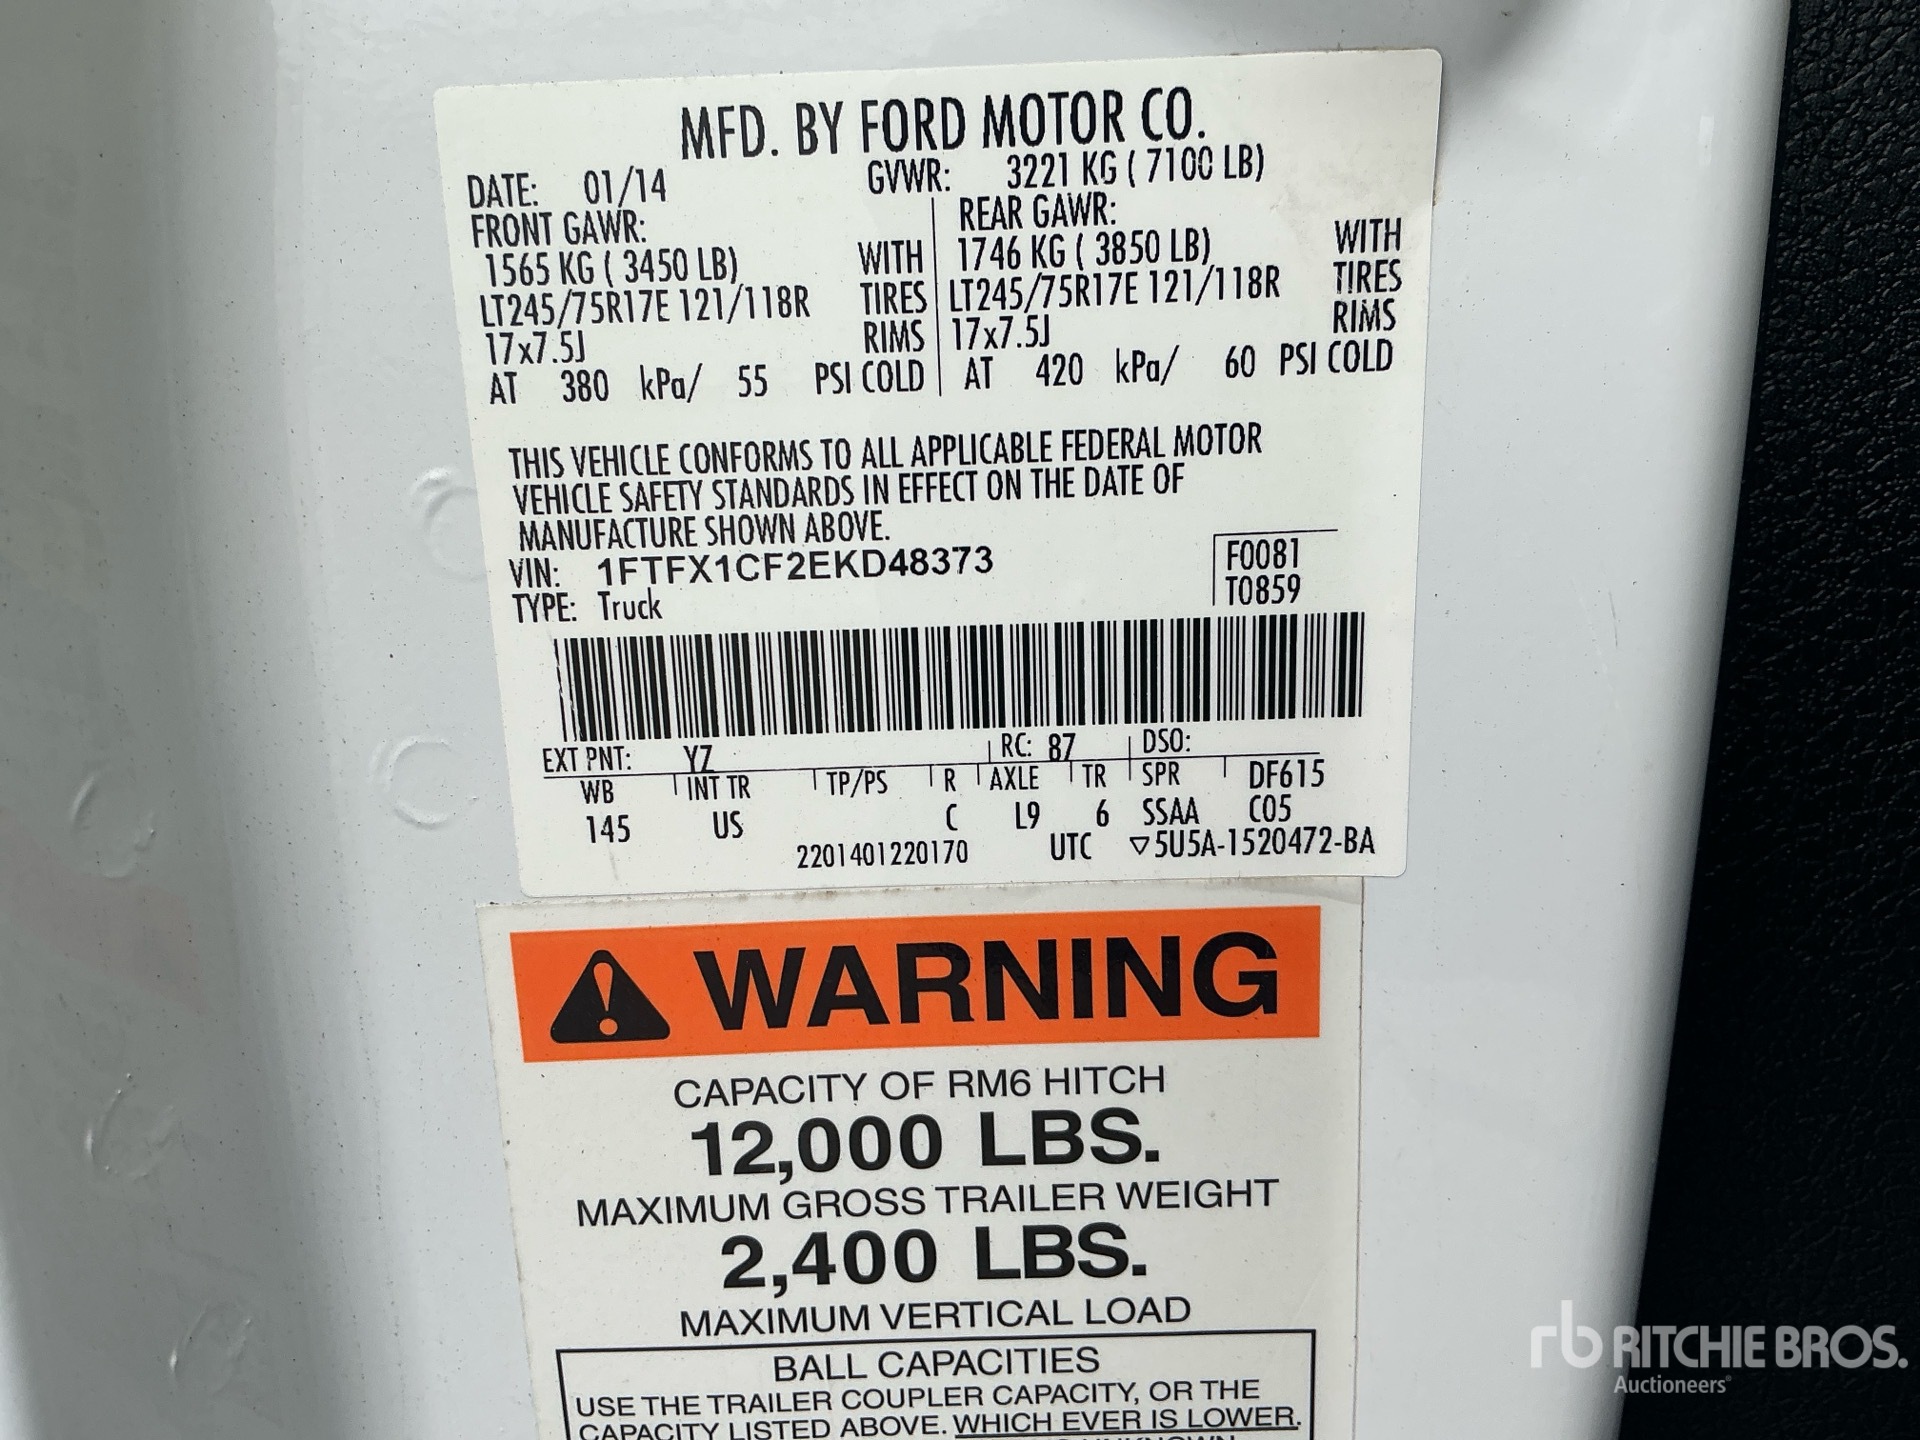 MFD. BY FORD MOTOR CO.
DATE: 01/14 GVWR: 3221 KG ( 7100 LB)
FRONT GAWR: REAR GAWR:
1565 KG ( 3450 LB) WITH 1746 KG ( 3850 LB) WITH
LT245/75R17E 121/118R TIRES LT245/75R17E 121/118R TIRES
17x7.5J RIMS 17x7.5J RIMS
AT 380 kPa/ 55 PSI COLD AT 420 kPa/ 60 PSI COLD
THIS VEHICLE CONFORMS TO ALL APPLICABLE FEDERAL MOTOR
VEHICLE SAFETY STANDARDS IN EFFECT ON THE DATE OF
MANUFACTURE SHOWN ABOVE.
VIN: 1FTFX1CF2EKD48373 F0081
TYPE: Truck T0859
EXT PNT: YZ RC: 87 DSO:
WB INT TR TP/PS R AXLE TR SPR DF615
145 US C L9 6 SSAA C05
2201401220170 UTC ▽5U5A-1520472-BA
WARNING
CAPACITY OF RM6 HITCH
12,000 LBS.
MAXIMUM GROSS TRAILER WEIGHT
2,400 LBS.
MAXIMUM VERTICAL LOAD
BALL CAPACITIES
USE THE TRAILER COUPLER CAPACITY, OR THE
CAPACITY LISTED ABOVE. WHICH EVER IS LOWER.
rb RITCHIE BROS.
Auctioneers